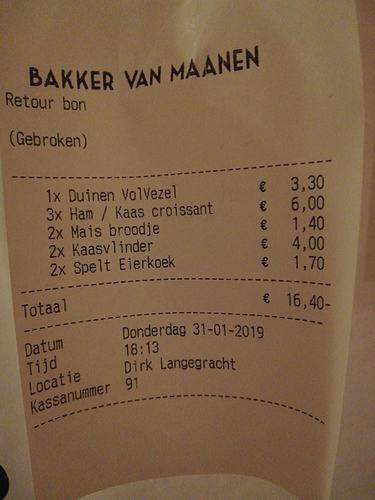 BAKKER VAN MAANEN
Retour bon
(Gebroken)
1x Duinen VolVezel € 3,30
3x Ham / Kaas croissant € 6,00
2x Mais broodje € 1,40
2x Kaasvlinder € 4,00
2x Spelt Eierkoek € 1,70
Totaal € 16,40-
Datum Donderdag 31-01-2019
Tijd 18:13
Locatie Dirk Langegracht
Kassanummer 91